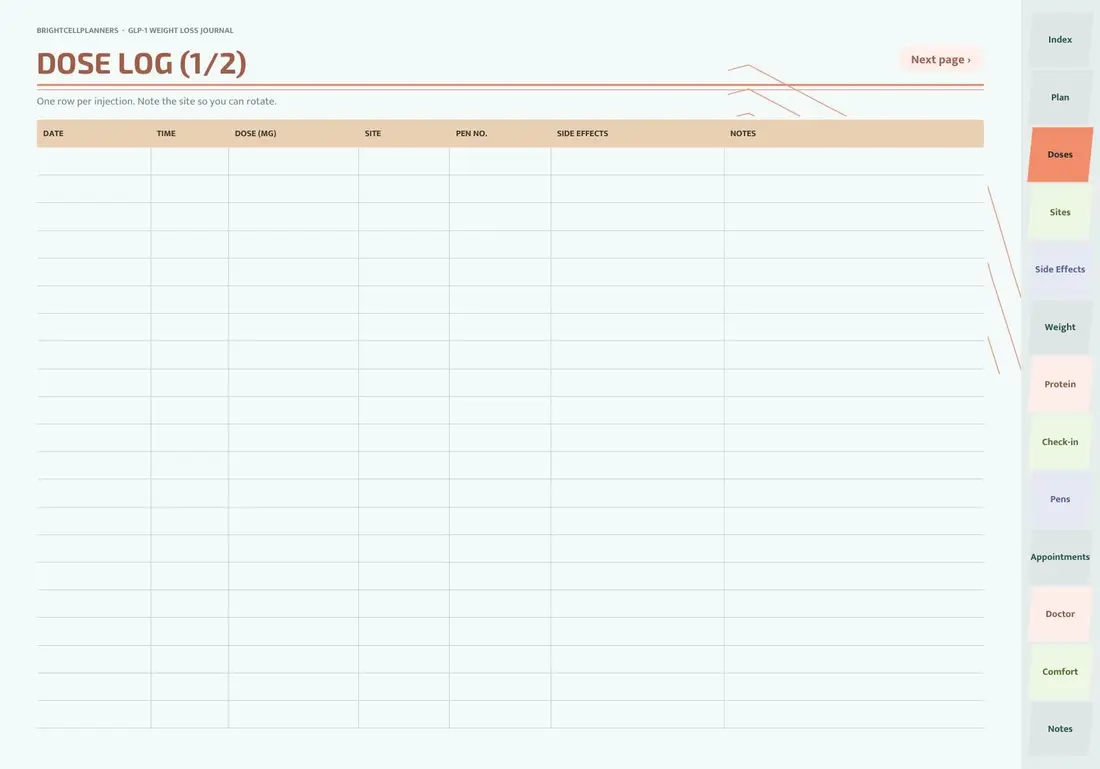 BRIGHTCELLPLANNERS · GLP-1 WEIGHT LOSS JOURNAL
DOSE LOG (1/2)
Next page ›
One row per injection. Note the site so you can rotate.
DATE TIME DOSE (MG) SITE PEN NO. SIDE EFFECTS NOTES
Index
Plan
Doses
Sites
Side Effects
Weight
Protein
Check-in
Pens
Appointments
Doctor
Comfort
Notes